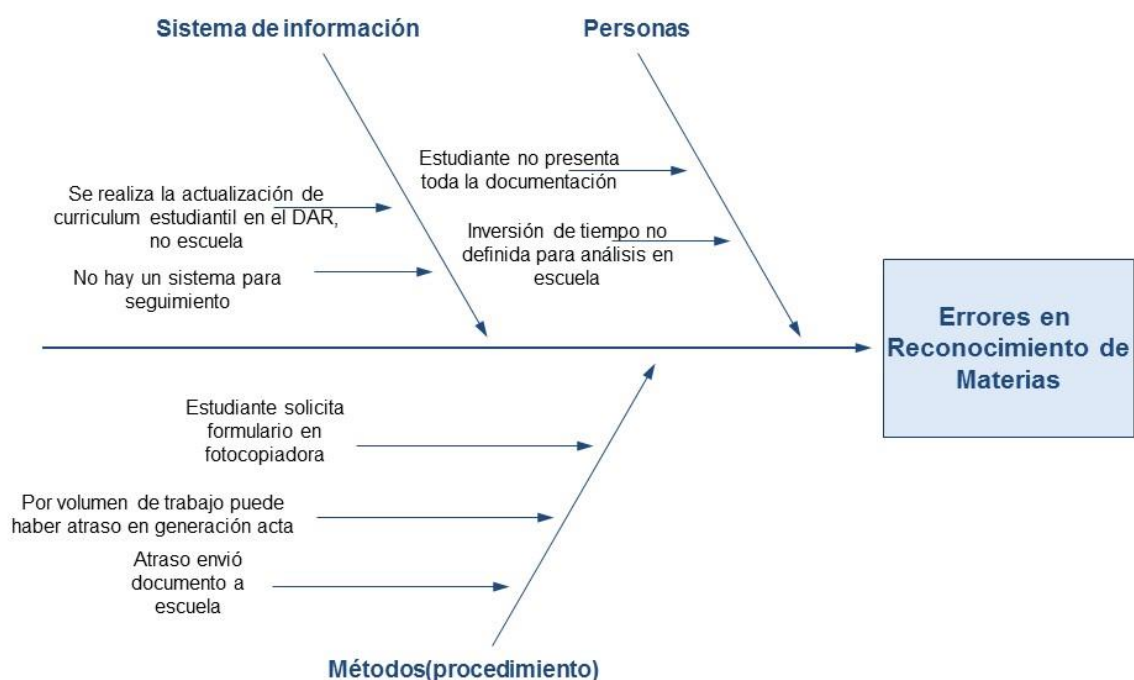 Sistema de información
Personas
Estudiante no presenta
toda la documentación
Se realiza la actualización de
curriculum estudiantil en el DAR,
no escuela
Inversión de tiempo no
definida para análisis en
escuela
No hay un sistema para
seguimiento
Errores en
Reconocimiento de
Materias
Estudiante solicita
formulario en
fotocopiadora
Por volumen de trabajo puede
haber atraso en generación acta
Atraso envió
documento a
escuela
Métodos(procedimiento)